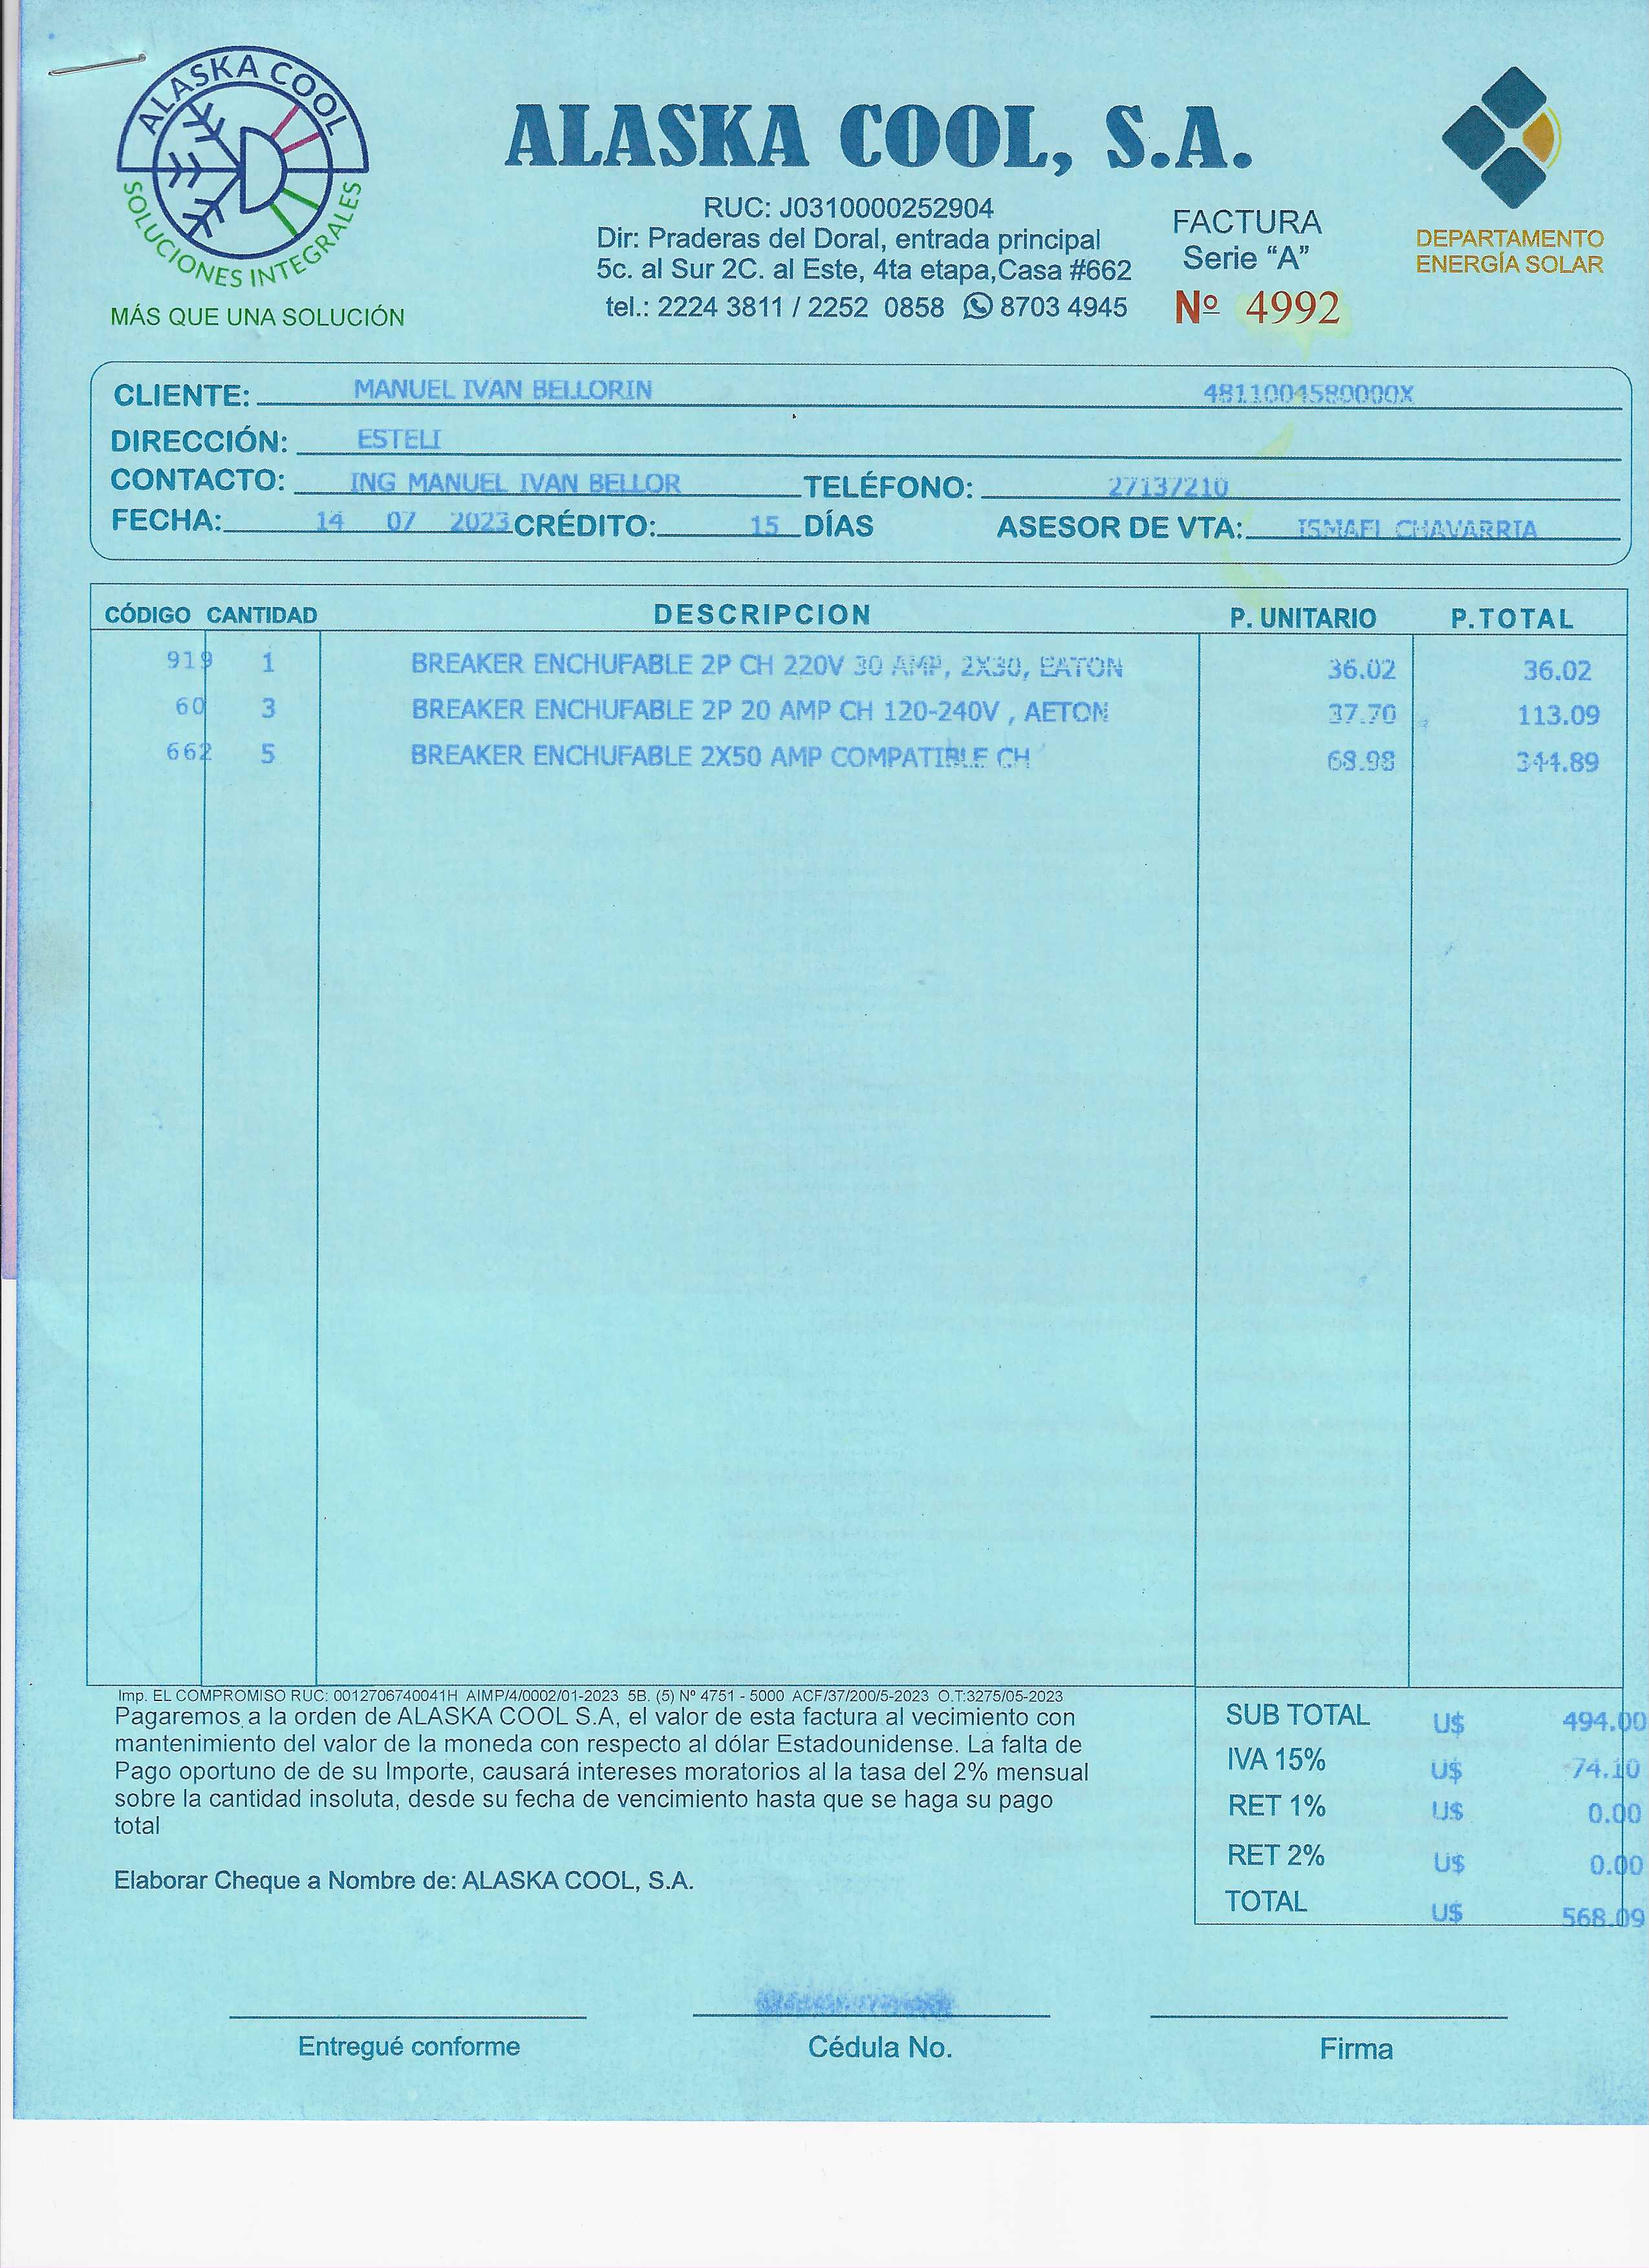 ALASKA COOL
SOLUCIONES INTEGRALES
MÁS QUE UNA SOLUCIÓN
ALASKA COOL, S.A.
RUC: J0310000252904
Dir: Praderas del Doral, entrada principal
5c. al Sur 2C. al Este, 4ta etapa,Casa #662
tel.: 2224 3811 / 2252 0858 8703 4945
FACTURA
Serie “A”
Nº 4992
DEPARTAMENTO
ENERGÍA SOLAR
CLIENTE: MANUEL IVAN BELLORIN 4811004580000X
DIRECCIÓN: ESTELI
CONTACTO: ING MANUEL IVAN BELLOR TELÉFONO: 27137210
FECHA: 14 07 2023 CRÉDITO: 15 DÍAS ASESOR DE VTA: ISMAEL CHAVARRIA
CÓDIGO CANTIDAD DESCRIPCION P. UNITARIO P.TOTAL
919 1 BREAKER ENCHUFABLE 2P CH 220V 30 AMP, 2X30, EATON 36.02 36.02
60 3 BREAKER ENCHUFABLE 2P 20 AMP CH 120-240V , AETON 37.70 113.09
662 5 BREAKER ENCHUFABLE 2X50 AMP COMPATIBLE CH 68.98 344.89
Imp. EL COMPROMISO RUC: 0012706740041H AIMP/4/0002/01-2023 5B. (5) Nº 4751 - 5000 ACF/37/200/5-2023 O.T:3275/05-2023
Pagaremos a la orden de ALASKA COOL S.A, el valor de esta factura al vecimiento con
mantenimiento del valor de la moneda con respecto al dólar Estadounidense. La falta de
Pago oportuno de de su Importe, causará intereses moratorios al la tasa del 2% mensual
sobre la cantidad insoluta, desde su fecha de vencimiento hasta que se haga su pago
total
Elaborar Cheque a Nombre de: ALASKA COOL, S.A.
SUB TOTAL U$ 494.00
IVA 15% U$ 74.10
RET 1% U$ 0.00
RET 2% U$ 0.00
TOTAL U$ 568.09
Entregué conforme
Cédula No.
Firma